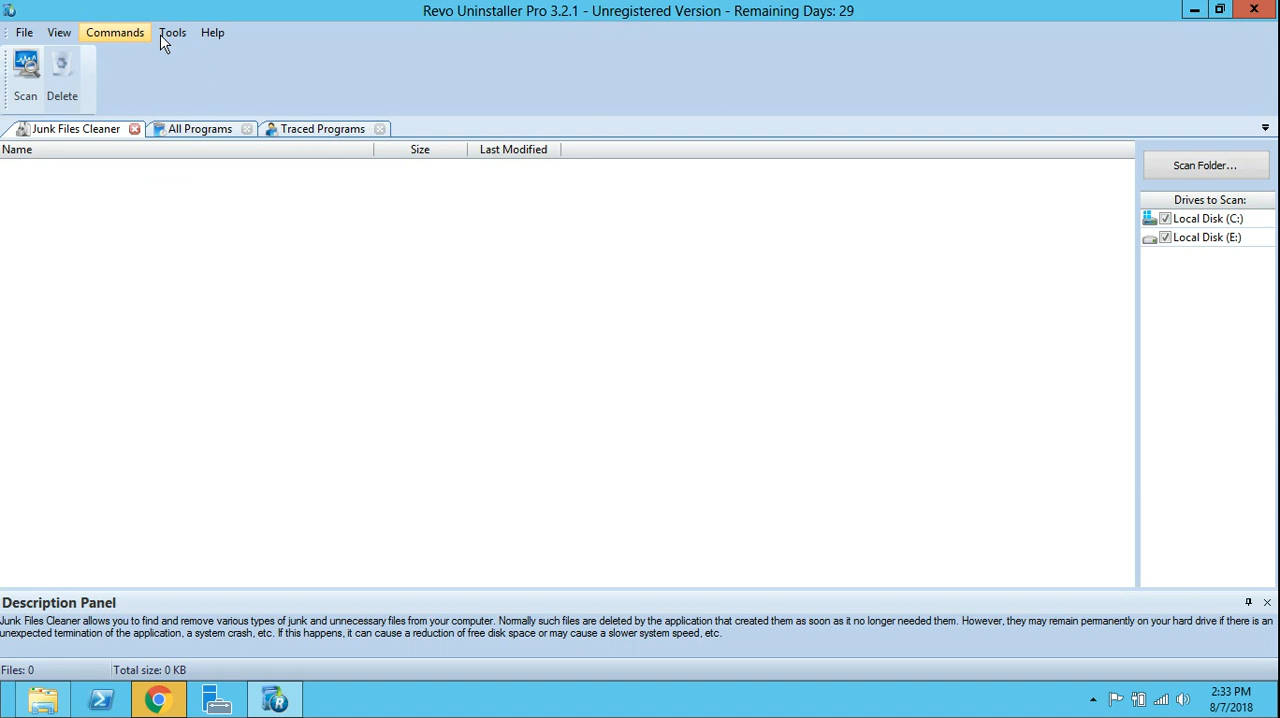 Revo Uninstaller Pro 3.2.1 - Unregistered Version - Remaining Days: 29
File View Commands Tools Help
Scan Delete
Junk Files Cleaner All Programs Traced Programs
Name Size Last Modified
Scan Folder...
Drives to Scan:
Local Disk (C:)
Local Disk (E:)
Description Panel
Junk Files Cleaner allows you to find and remove various types of junk and unnecessary files from your computer. Normally such files are deleted by the application that created them as soon as it no longer needed them. However, they may remain permanently on your hard drive if there is an
unexpected termination of the application, a system crash, etc. If this happens, it can cause a reduction of free disk space or may cause a slower system speed, etc.
Files: 0 Total size: 0 KB
2:33 PM
8/7/2018